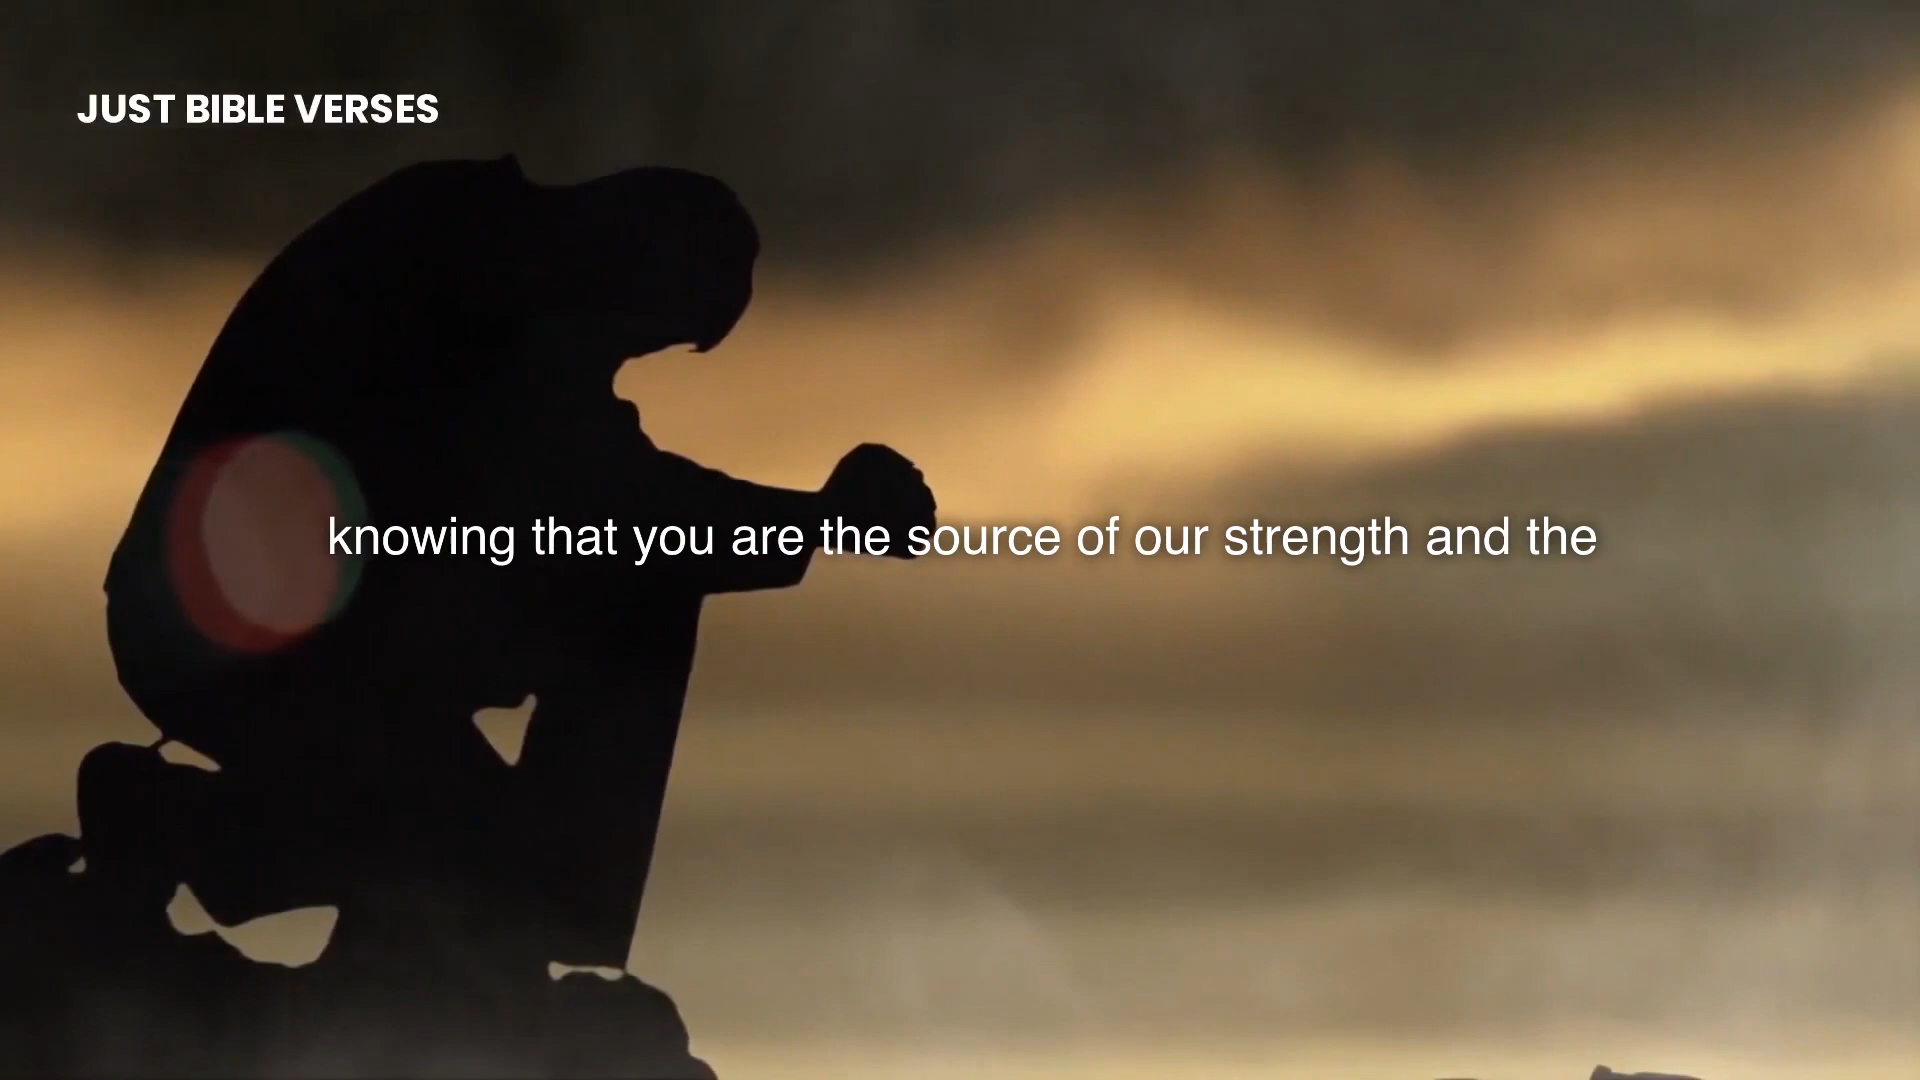 JUST BIBLE VERSES
knowing that you are the source of our strength and the